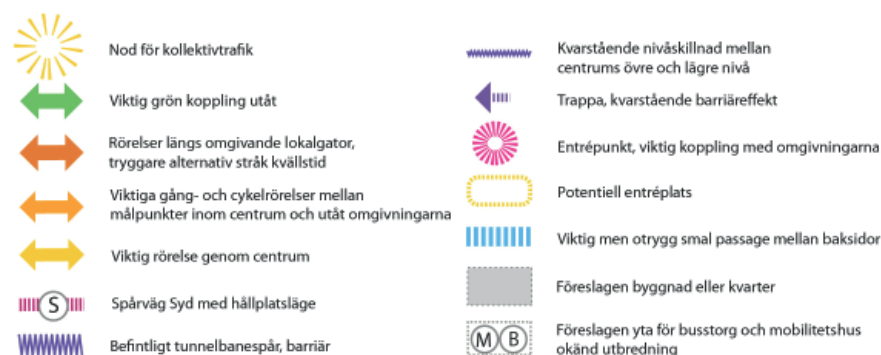 Nod för kollektivtrafik
Viktig grön koppling utåt
Rörelser längs omgivande lokalgator,
tryggare alternativ stråk kvällstid
Viktiga gång- och cykelrörelser mellan
målpunkter inom centrum och utåt omgivningarna
Viktig rörelse genom centrum
S
Spårväg Syd med hållplatsläge
Befintligt tunnelbanespår, barriär
Kvarstående nivåskillnad mellan
centrums övre och lägre nivå
Trappa, kvarstående barriäreffekt
Entrépunkt, viktig koppling med omgivningarna
Potentiell entréplats
Viktig men otrygg smal passage mellan baksidor
Föreslagen byggnad eller kvarter
M B
Föreslagen yta för busstorg och mobilitetshus
okänd utbredning